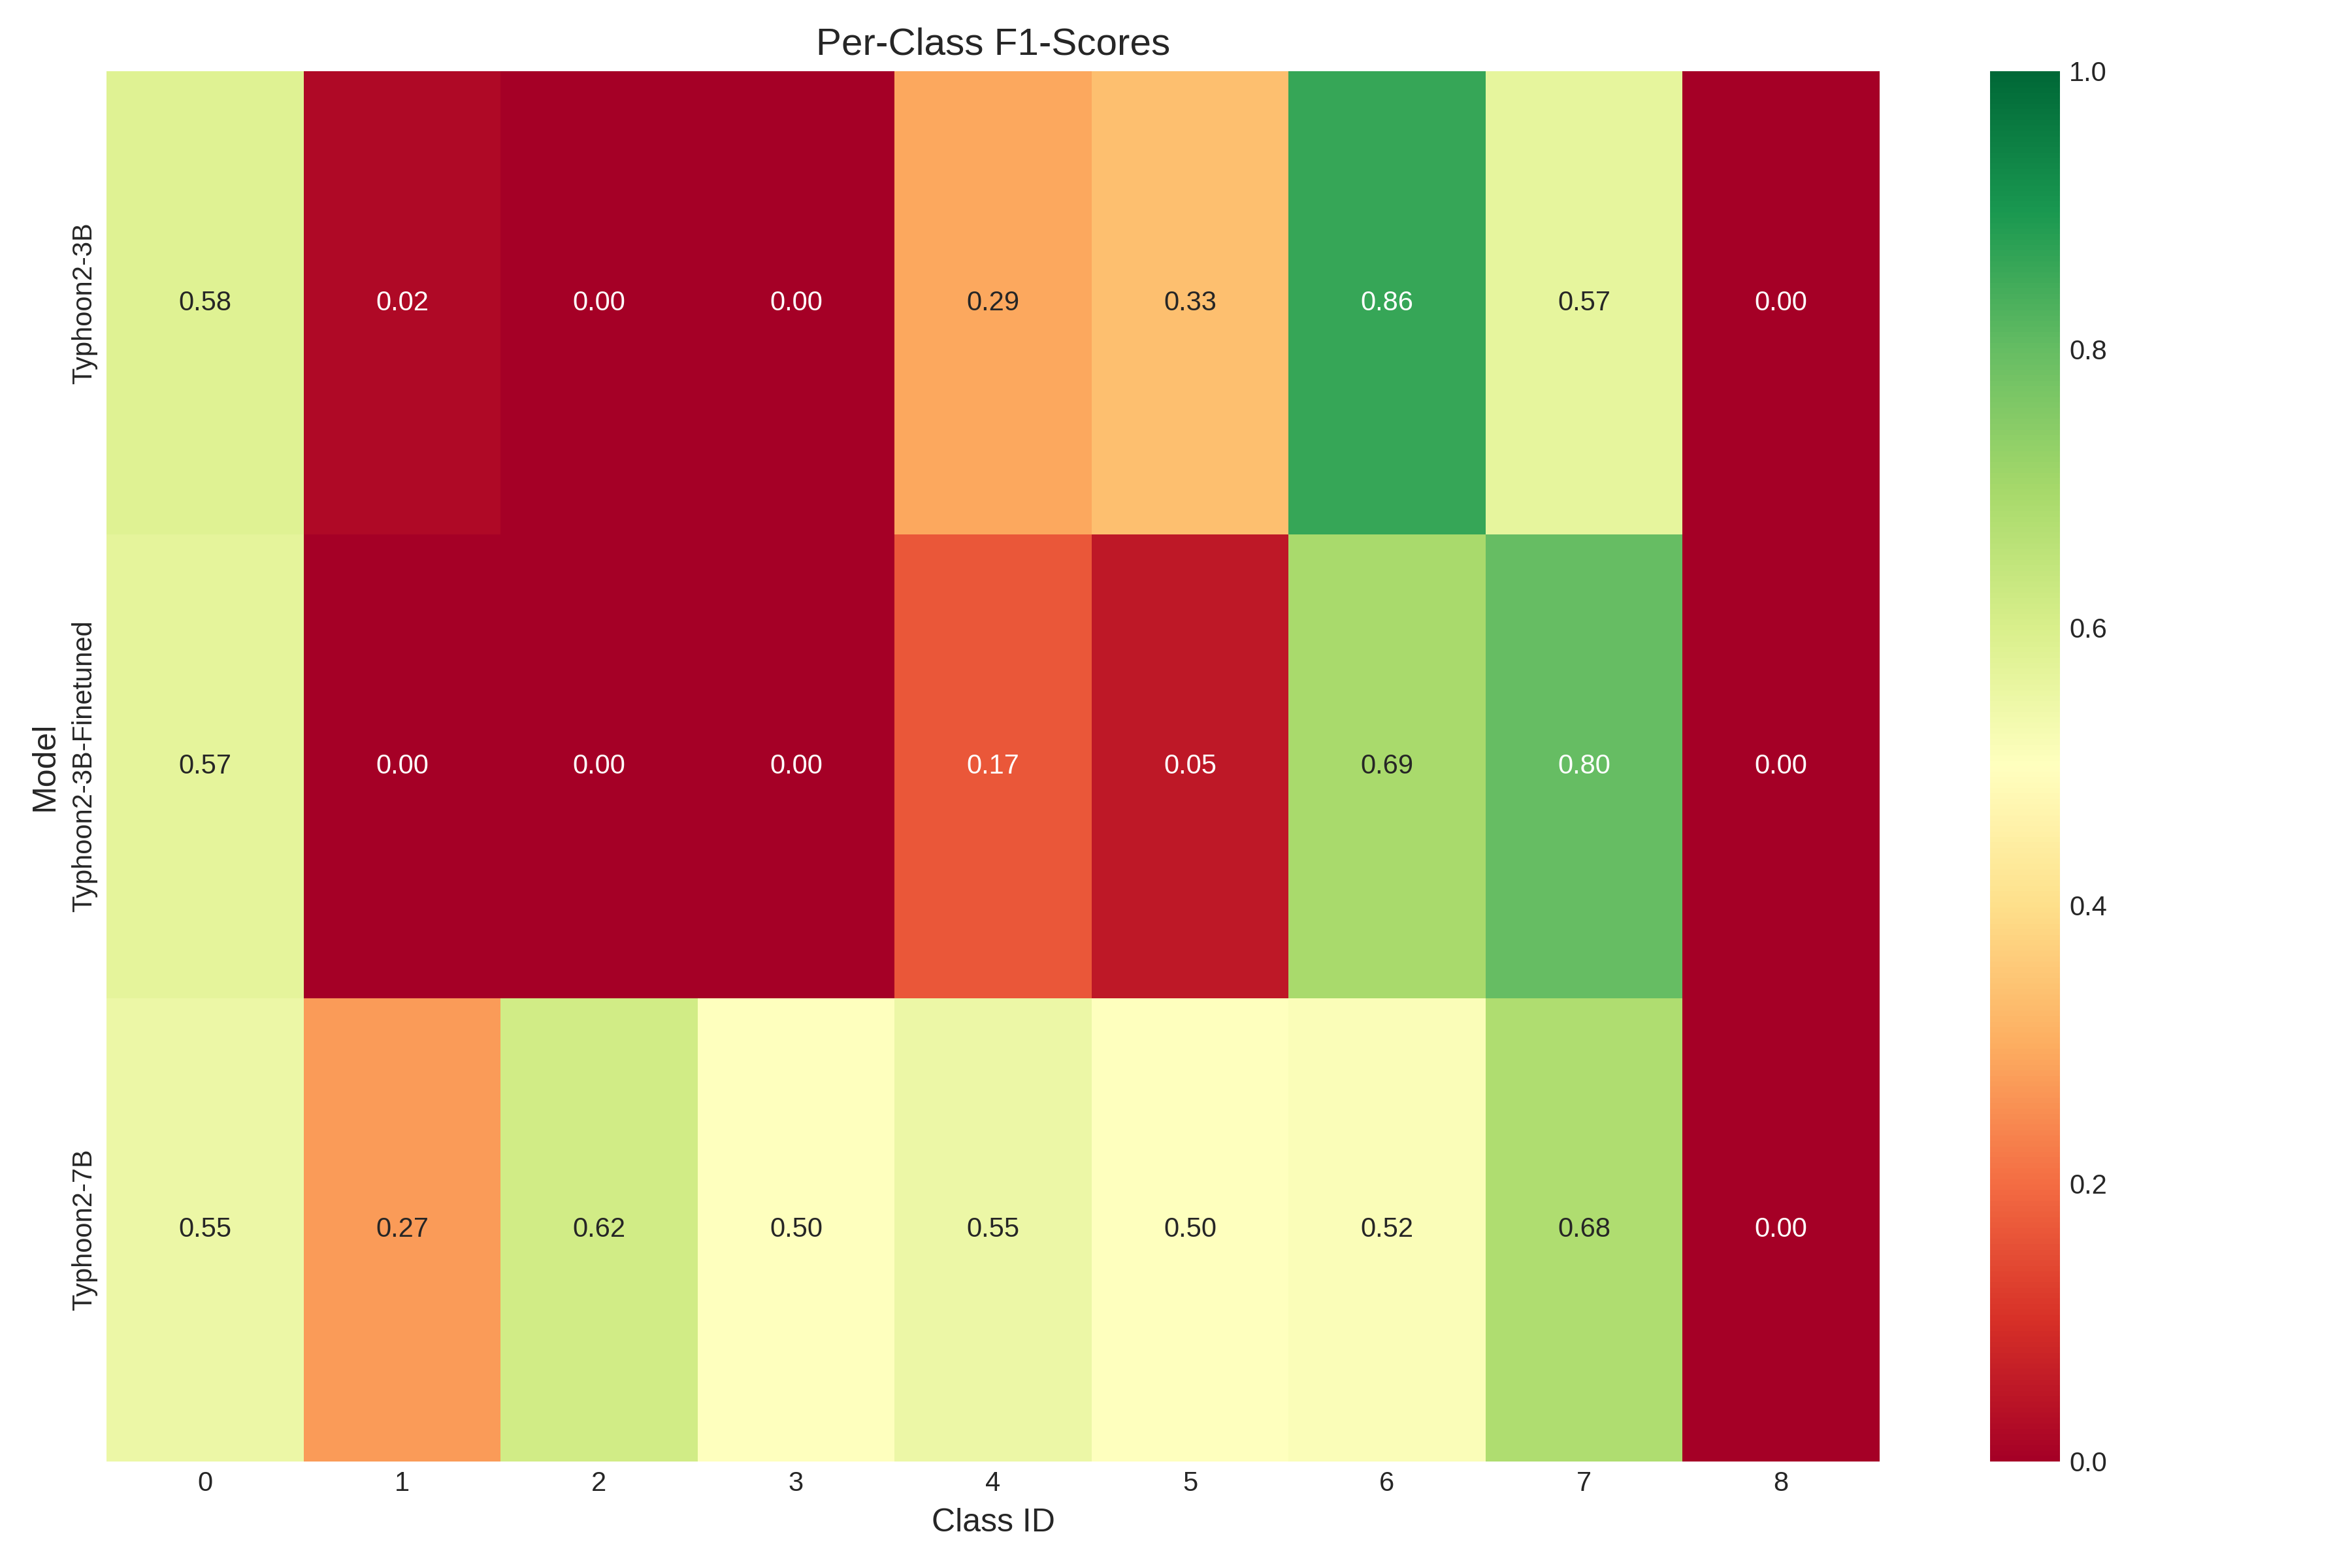 Per-Class F1-Scores
Model
Typhoon2-3B
0.58 0.02 0.00 0.00 0.29 0.33 0.86 0.57 0.00
Typhoon2-3B-Finetuned
0.57 0.00 0.00 0.00 0.17 0.05 0.69 0.80 0.00
Typhoon2-7B
0.55 0.27 0.62 0.50 0.55 0.50 0.52 0.68 0.00
0 1 2 3 4 5 6 7 8
Class ID
1.0
0.8
0.6
0.4
0.2
0.0